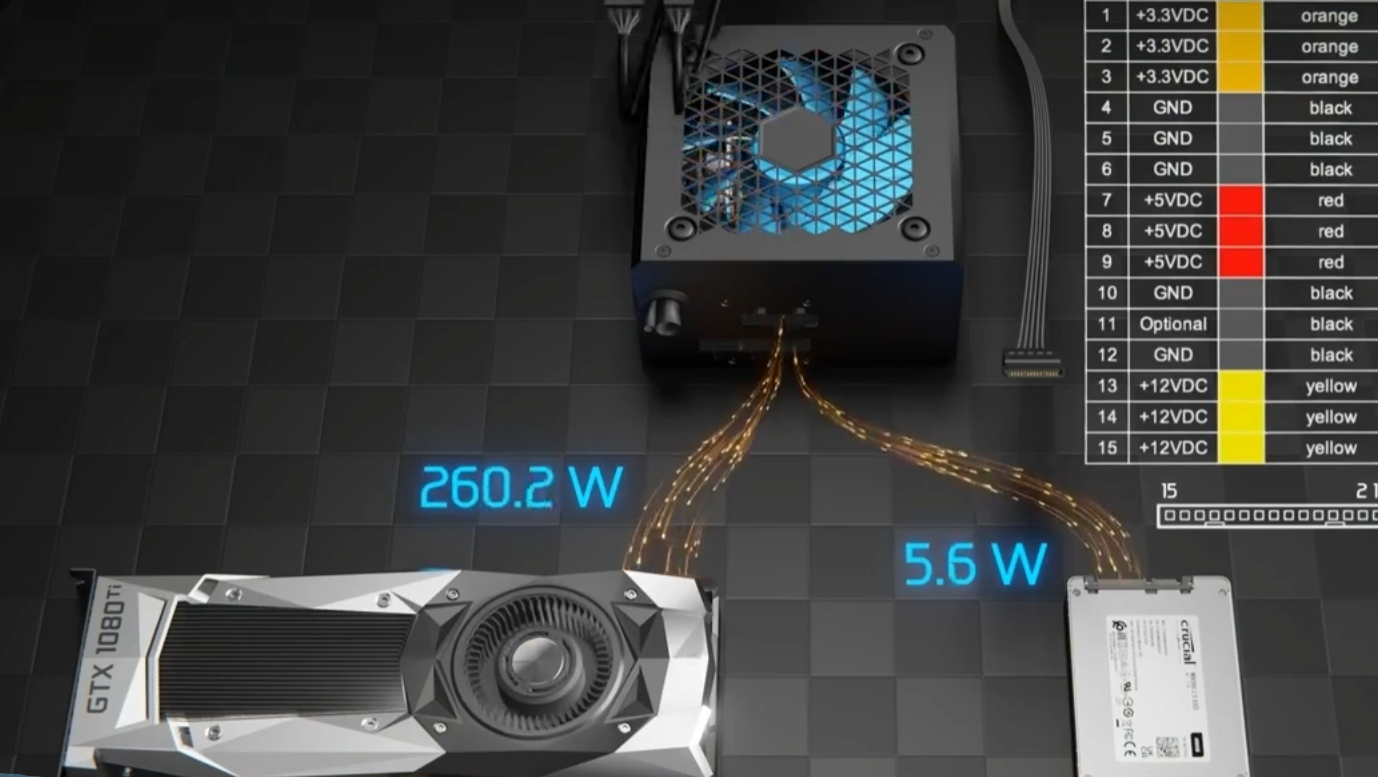 1 +3.3VDC orange
2 +3.3VDC orange
3 +3.3VDC orange
4 GND black
5 GND black
6 GND black
7 +5VDC red
8 +5VDC red
9 +5VDC red
10 GND black
11 Optional black
12 GND black
13 +12VDC yellow
14 +12VDC yellow
15 +12VDC yellow
15 2 1
260.2 W
5.6 W
GTX 1080Ti
crucial